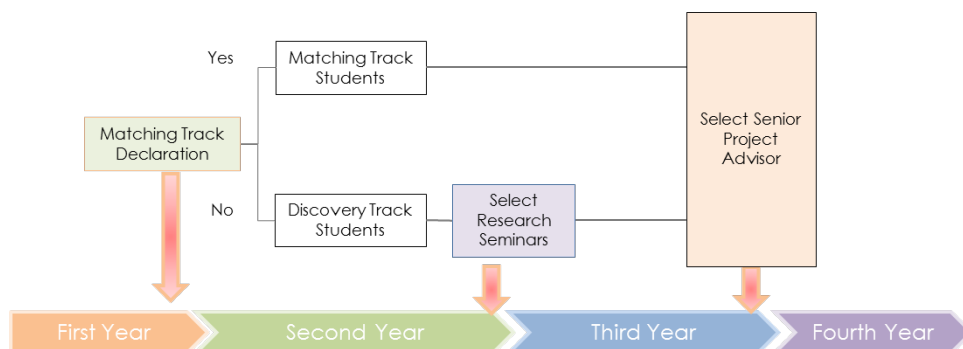 Yes
Matching Track
Students
Matching Track
Declaration
Select Senior
Project
Advisor
No
Discovery Track
Students
Select
Research
Seminars
First Year
Second Year
Third Year
Fourth Year